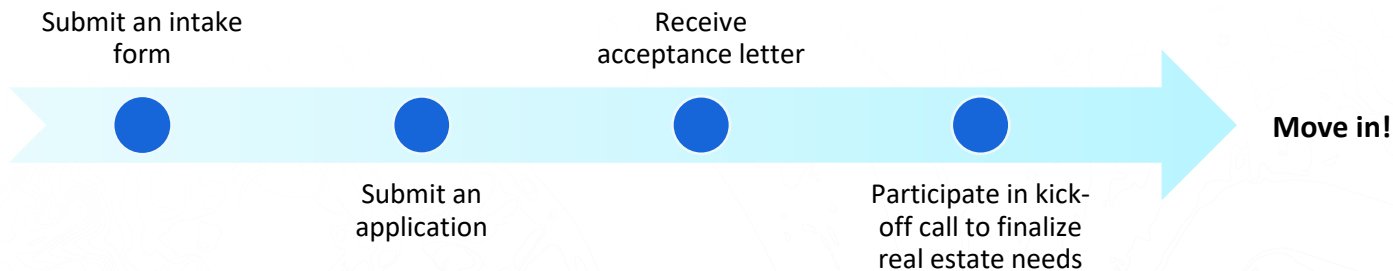 Submit an intake
form
Submit an
application
Receive
acceptance letter
Participate in kick-
off call to finalize
real estate needs
Move in!